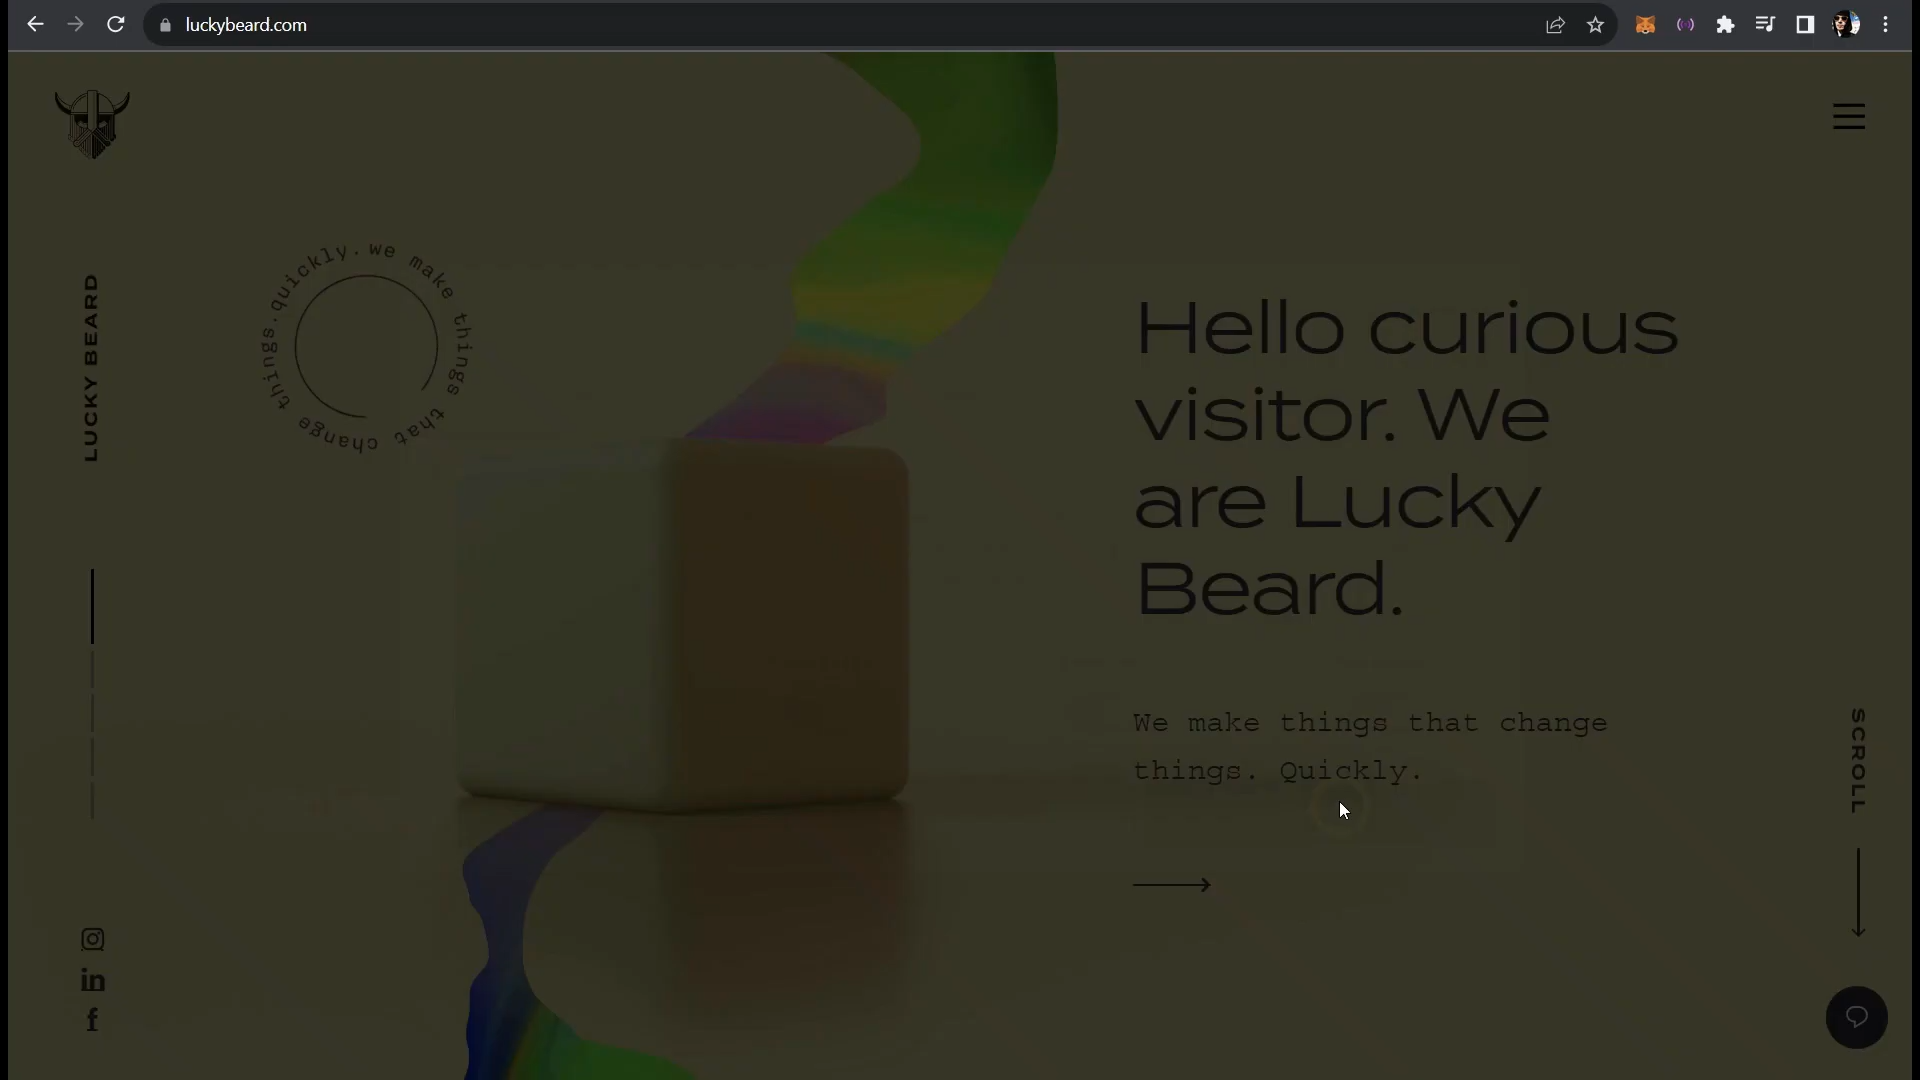 luckybeard.com
LUCKY BEARD
we make things that change things.quickly.
Hello curious
visitor. We
are Lucky
Beard.
We make things that change
things. Quickly.
SCROLL
in
f